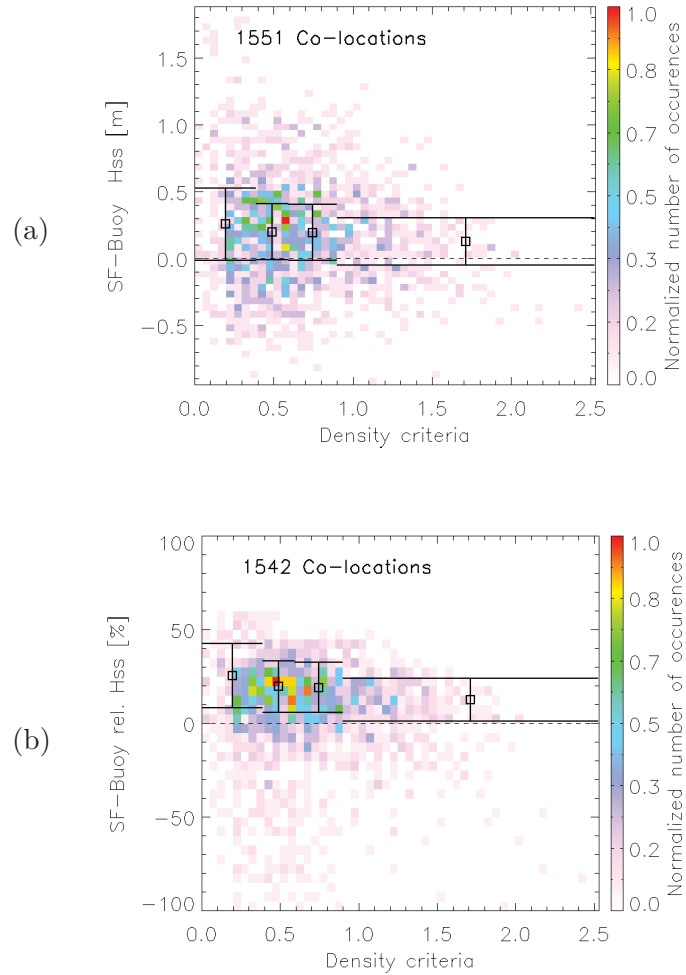 (a)
1551 Co-locations
SF-Buoy Hss [m]
1.5
1.0
0.5
0.0
-0.5
0.0 0.5 1.0 1.5 2.0 2.5
Density criteria
1.0
0.8
0.7
0.5
0.3
0.2
0.0
Normalized number of occurences
(b)
1542 Co-locations
SF-Buoy rel. Hss [%]
100
50
0
-50
-100
0.0 0.5 1.0 1.5 2.0 2.5
Density criteria
1.0
0.8
0.7
0.5
0.3
0.2
0.0
Normalized number of occurences